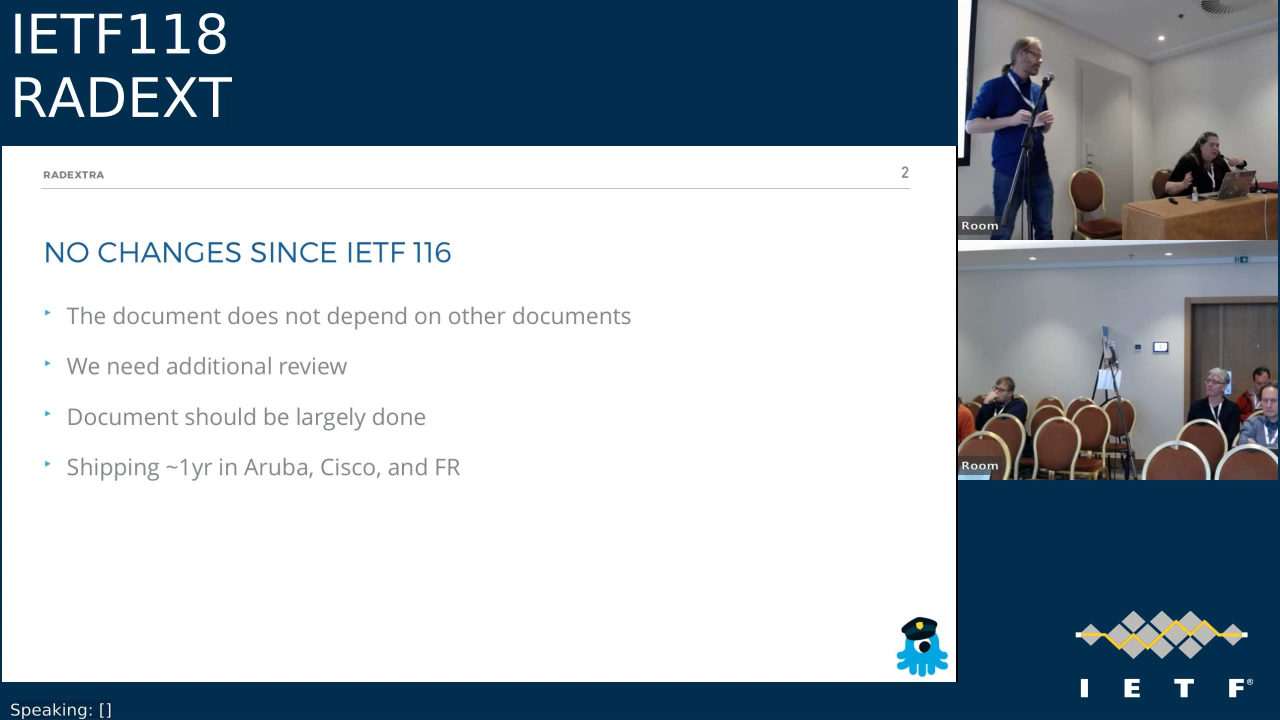 IETF118
RADEXT
RADEXTRA
2
NO CHANGES SINCE IETF 116
The document does not depend on other documents
We need additional review
Document should be largely done
Shipping ~1yr in Aruba, Cisco, and FR
Room
Room
I E T F®
Speaking: []